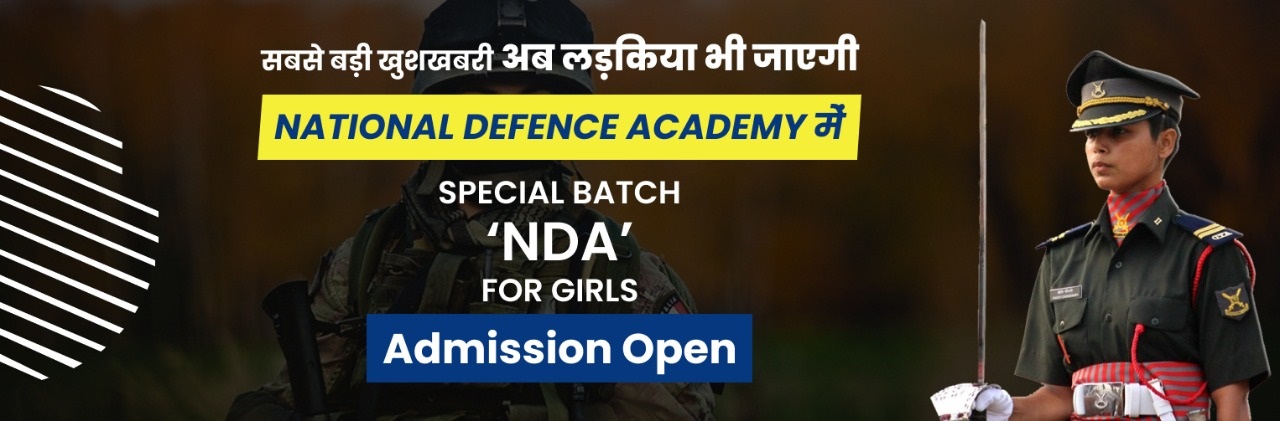 सबसे बड़ी खुशखबरी अब लड़किया भी जाएगी
NATIONAL DEFENCE ACADEMY में
SPECIAL BATCH
‘NDA’
FOR GIRLS
Admission Open